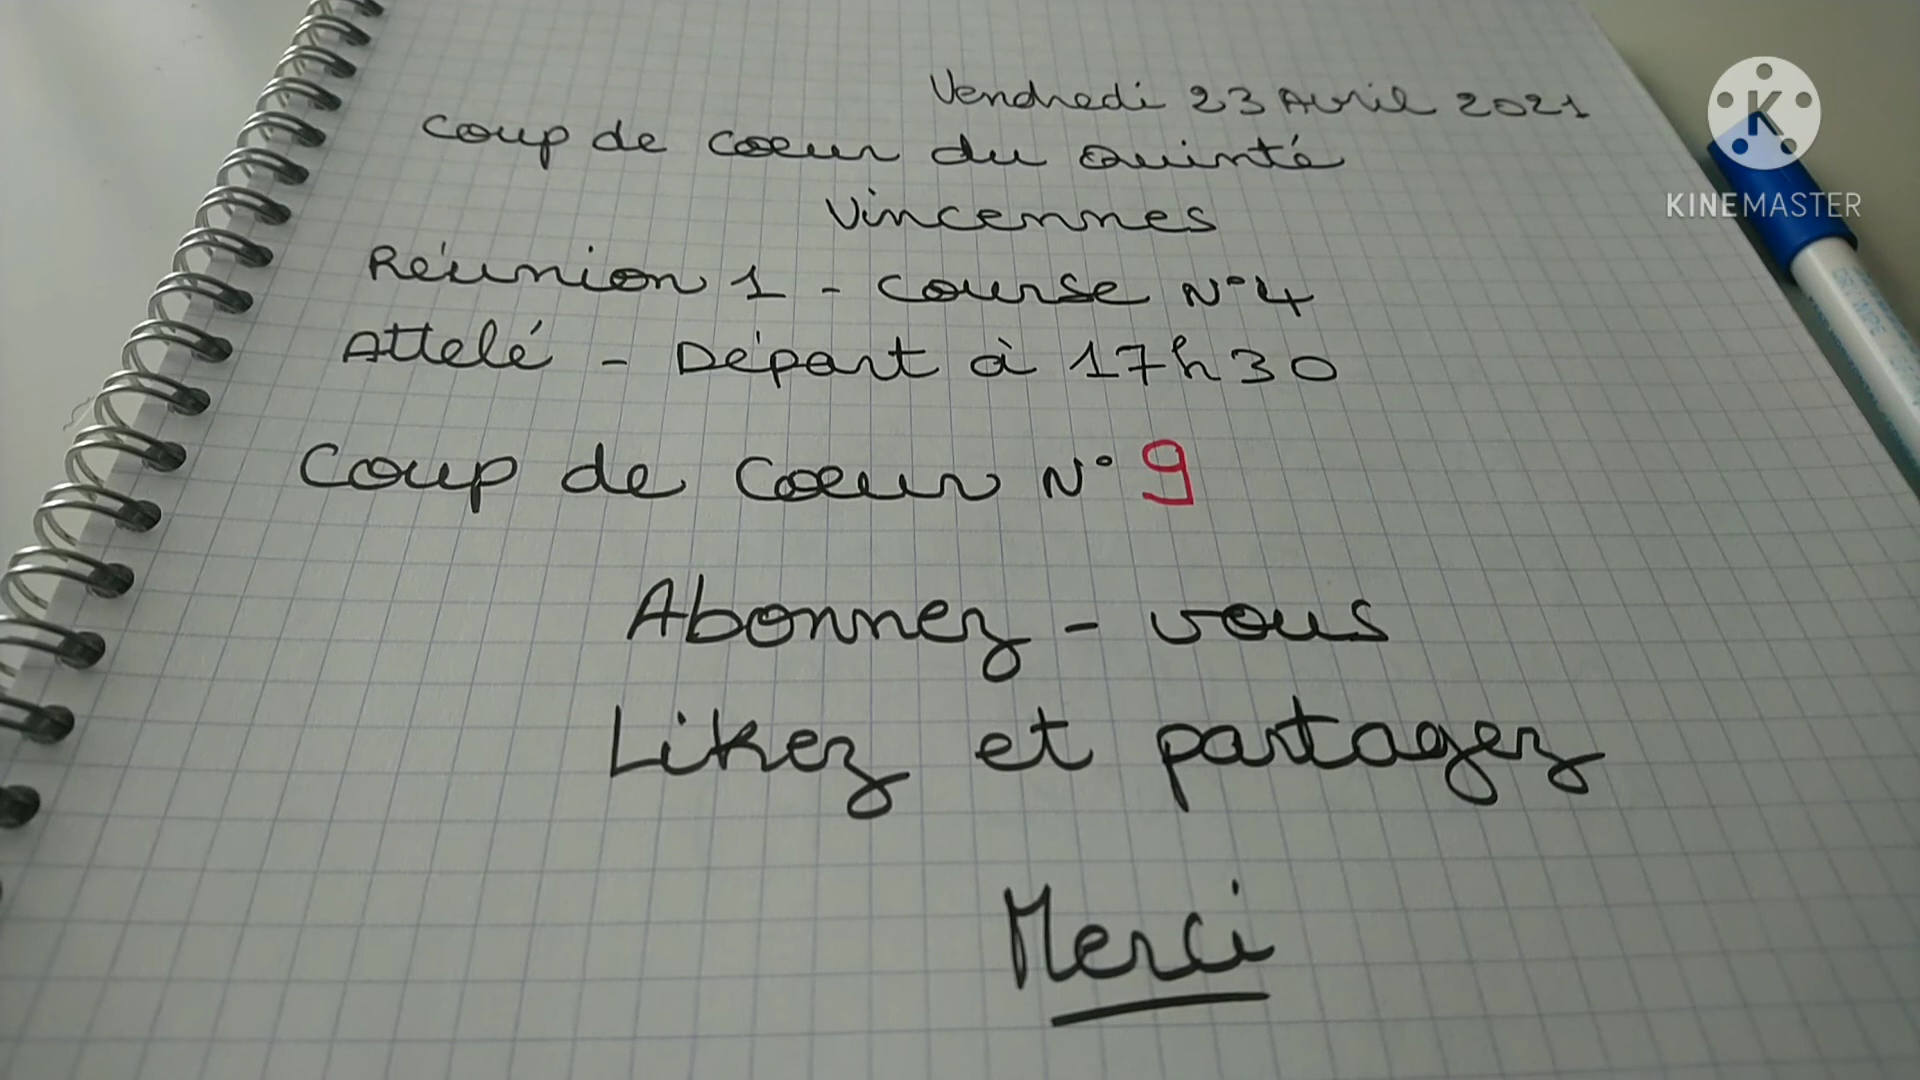 Vendredi 23 Avril 2021
Coup de coeur du Quinté
Vincennes
Réunion 1 - Course N°4
Attelé - Départ à 17h30
Coup de Coeur N° 9
Abonnez - vous
Likez et partagez
Merci
K
KINEMASTER